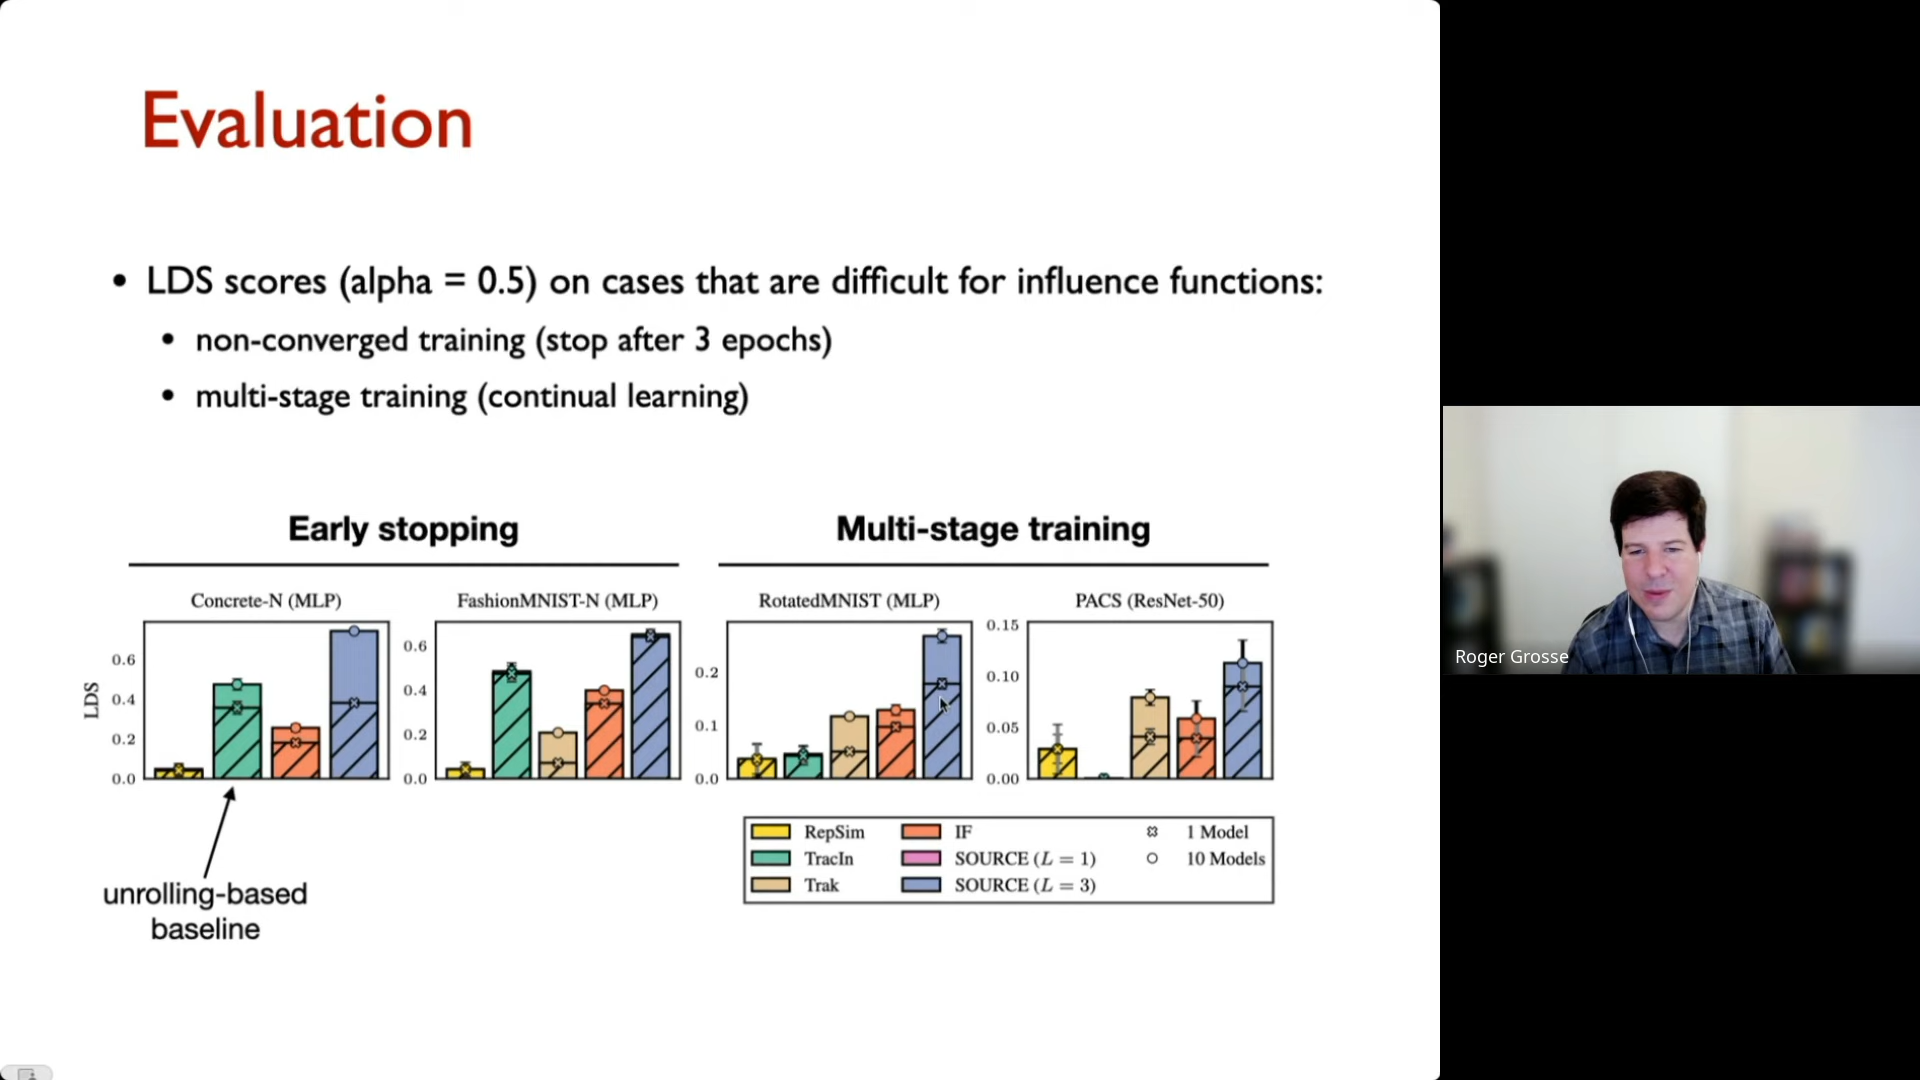 Evaluation
• LDS scores (alpha = 0.5) on cases that are difficult for influence functions:
• non-converged training (stop after 3 epochs)
• multi-stage training (continual learning)
Early stopping
Multi-stage training
Concrete-N (MLP)
FashionMNIST-N (MLP)
RotatedMNIST (MLP)
PACS (ResNet-50)
LDS
0.6
0.4
0.2
0.0
0.6
0.4
0.2
0.0
0.2
0.1
0.0
0.15
0.10
0.05
0.00
RepSim
TracIn
Trak
IF
SOURCE (L = 1)
SOURCE (L = 3)
1 Model
10 Models
unrolling-based
baseline
Roger Grosse